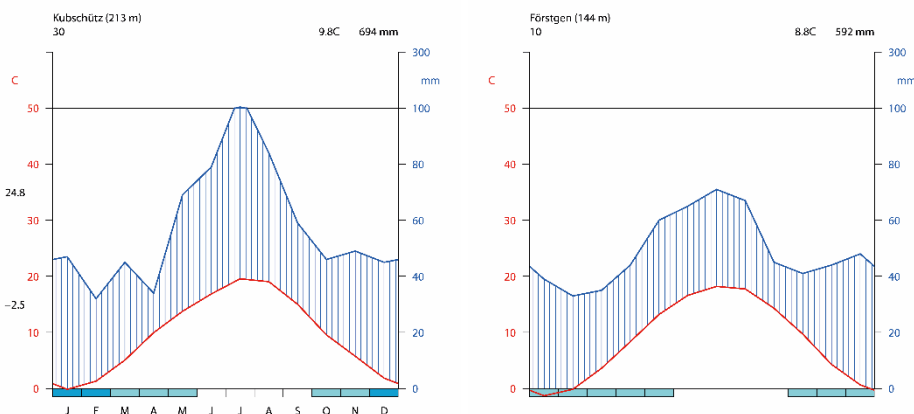 Kubschütz (213 m)
30 9.8C 694 mm
300
C mm
50 100
40 80
24.8
30 60
20 40
−2.5
10 20
0 0
J F M A M J J A S O N D
Förstgen (144 m)
10 8.8C 592 mm
300
C mm
50 100
40 80
30 60
20 40
10 20
0 0